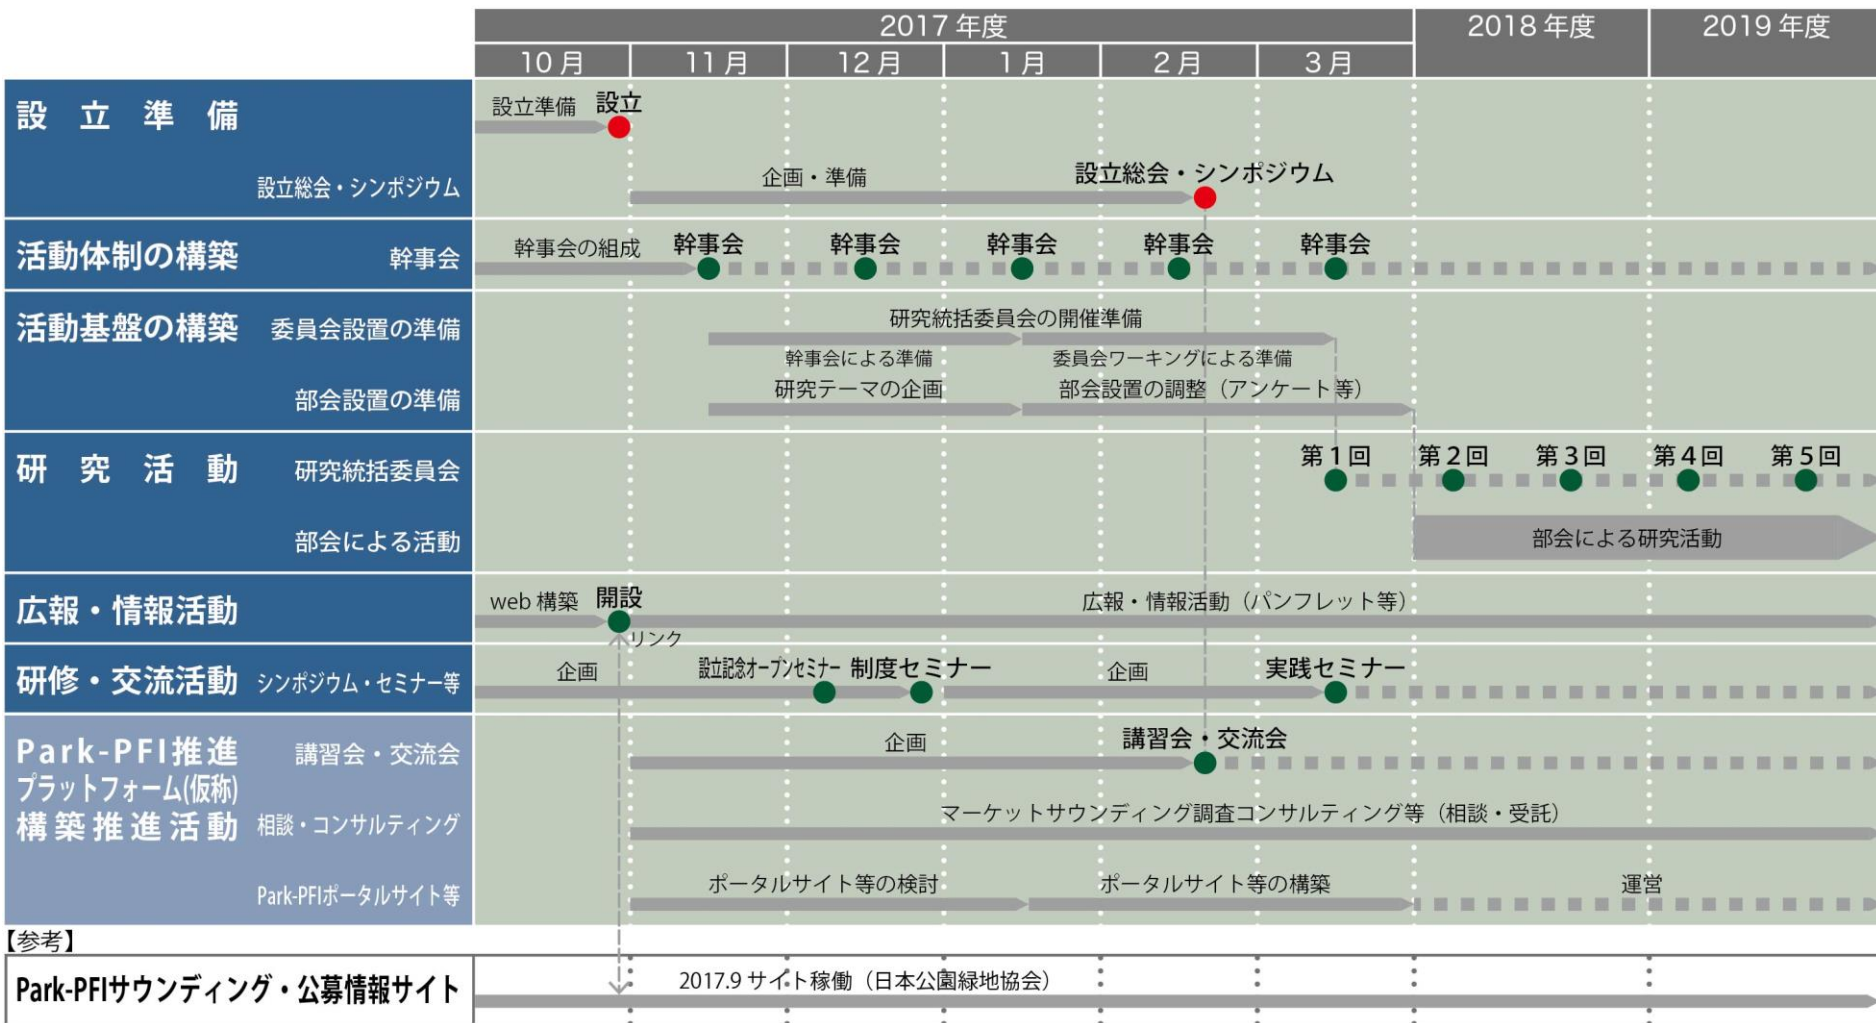 2017 年度
2018 年度
2019 年度
10 月
11 月
12 月
1 月
2 月
3 月
設立準備
設立準備
設立
設立総会・シンポジウム
企画・準備
設立総会・シンポジウム
活動体制の構築
幹事会
幹事会の組成
幹事会
幹事会
幹事会
幹事会
幹事会
活動基盤の構築
委員会設置の準備
研究統括委員会の開催準備
幹事会による準備
委員会ワーキングによる準備
部会設置の準備
研究テーマの企画
部会設置の調整（アンケート等）
研究活動
研究統括委員会
第1回
第2回
第3回
第4回
第5回
部会による活動
部会による研究活動
広報・情報活動
web 構築
開設
広報・情報活動（パンフレット等）
リンク
研修・交流活動
シンポジウム・セミナー等
企画
設立記念オープンセミナー
制度セミナー
企画
実践セミナー
Park-PFI推進
プラットフォーム(仮称)
構築推進活動
講習会・交流会
企画
講習会・交流会
相談・コンサルティング
マーケットサウンディング調査コンサルティング等（相談・受託）
Park-PFIポータルサイト等
ポータルサイト等の検討
ポータルサイト等の構築
運営
【参考】
Park-PFIサウンディング・公募情報サイト
2017.9 サイト稼働（日本公園緑地協会）